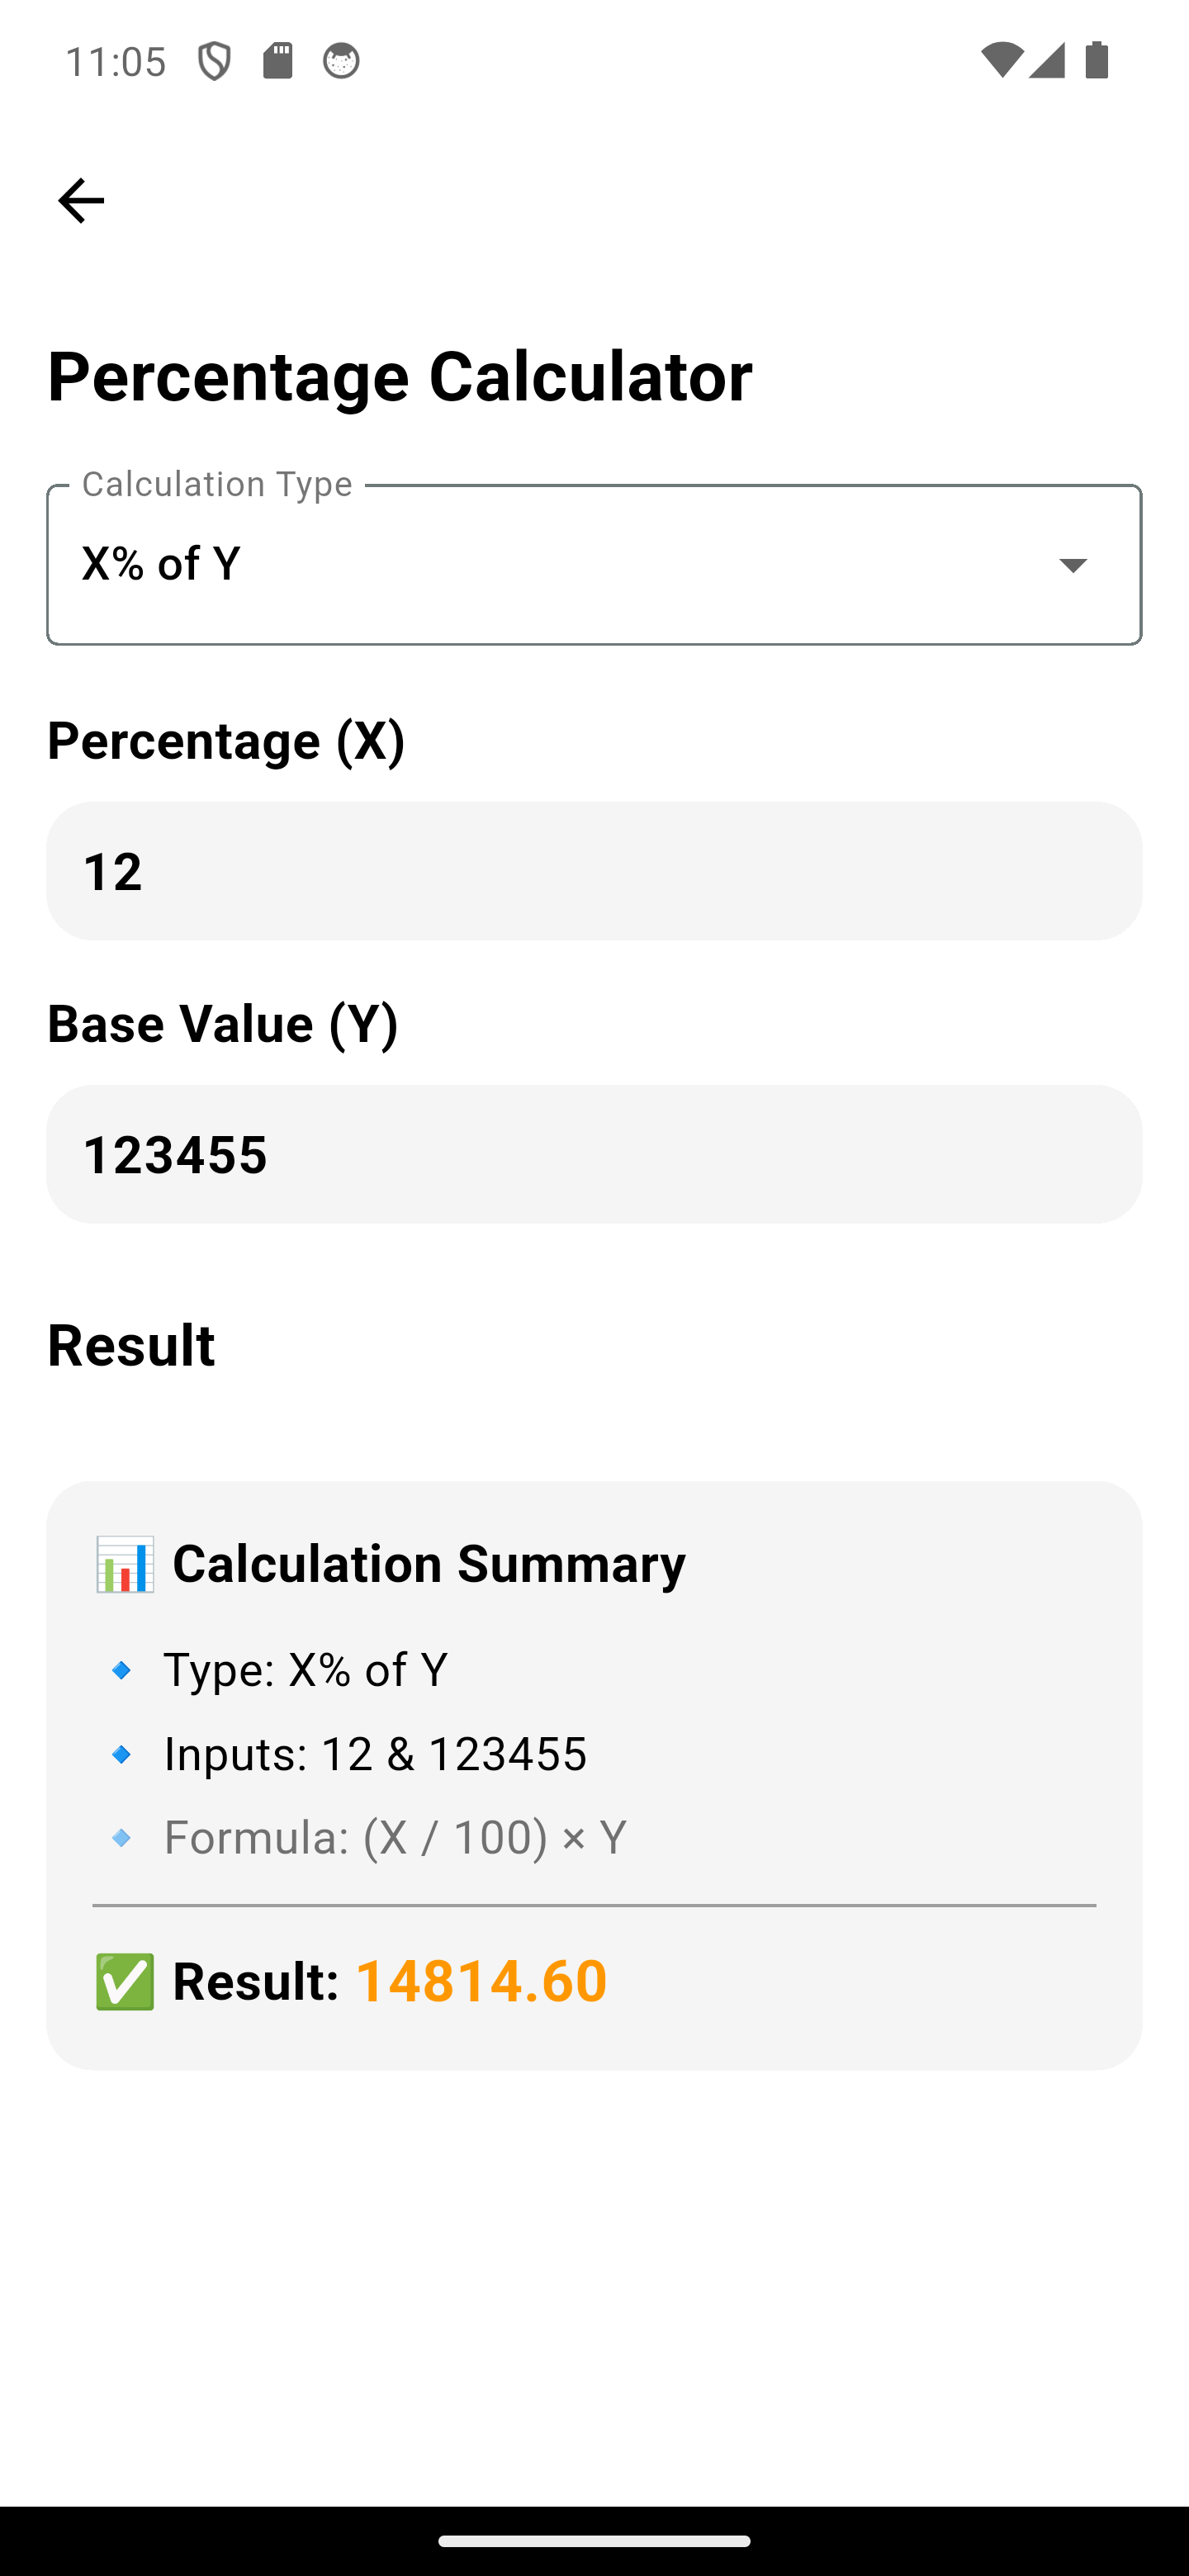 11:05
Percentage Calculator
Calculation Type
X% of Y
Percentage (X)
12
Base Value (Y)
123455
Result
📊 Calculation Summary
🔹 Type: X% of Y
🔹 Inputs: 12 & 123455
🔹 Formula: (X / 100) × Y
✅ Result: 14814.60